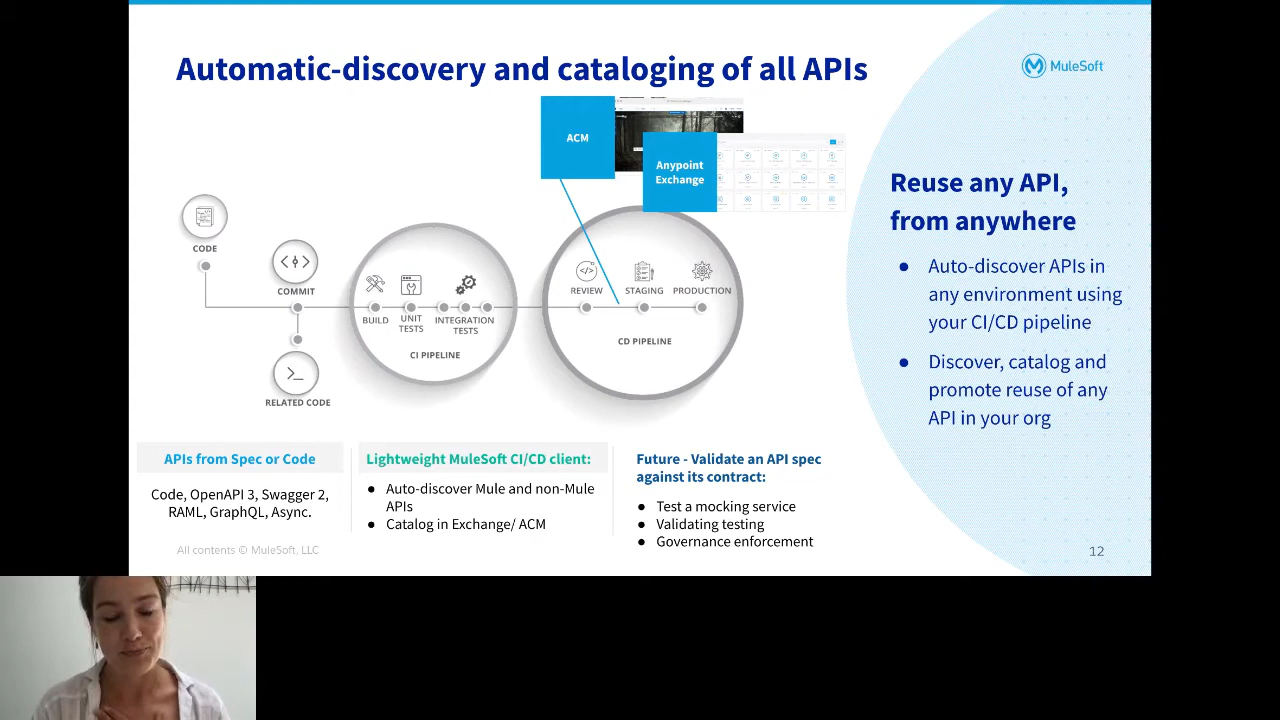 Automatic-discovery and cataloging of all APIs
MuleSoft
ACM
Anypoint
Exchange
Reuse any API,
from anywhere
● Auto-discover APIs in
any environment using
your CI/CD pipeline
● Discover, catalog and
promote reuse of any
API in your org
CODE
COMMIT
RELATED CODE
BUILD
UNIT
TESTS
INTEGRATION
TESTS
CI PIPELINE
REVIEW
STAGING
PRODUCTION
CD PIPELINE
APIs from Spec or Code
Code, OpenAPI 3, Swagger 2,
RAML, GraphQL, Async.
Lightweight MuleSoft CI/CD client:
● Auto-discover Mule and non-Mule
APIs
● Catalog in Exchange/ ACM
Future - Validate an API spec
against its contract:
● Test a mocking service
● Validating testing
● Governance enforcement
All contents © MuleSoft, LLC
12